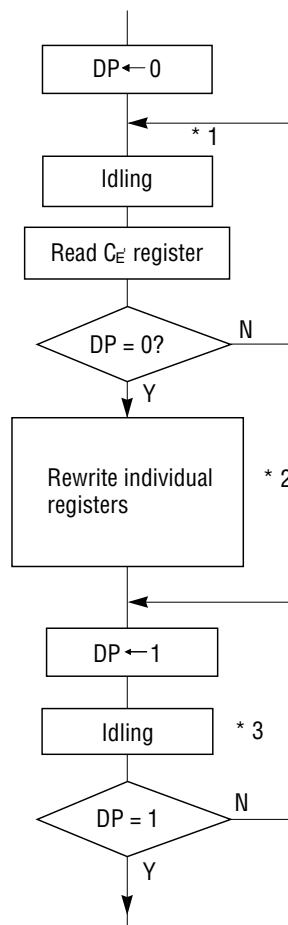 DP ← 0
* 1
Idling
Read CE' register
DP = 0?
N
Y
Rewrite individual
registers
* 2
DP ← 1
Idling
* 3
DP = 1
N
Y